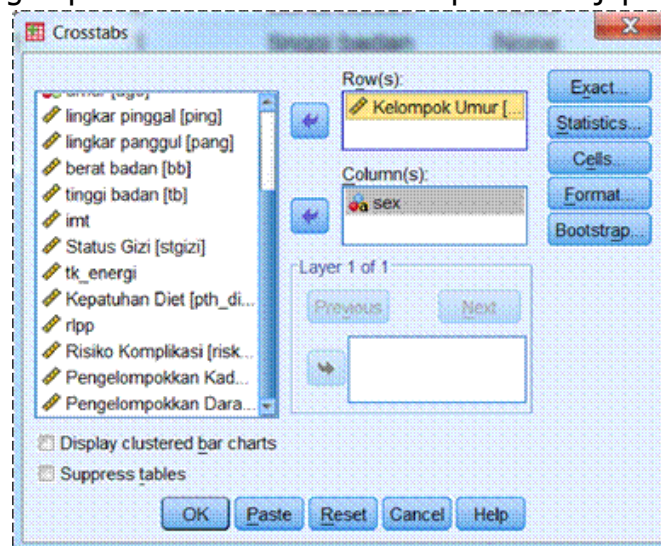 Crosstabs
Row(s):
Kelompok Umur [...
Column(s):
sex
Layer 1 of 1
Previous
Next
lingkar pinggal [ping]
lingkar panggul [pang]
berat badan [bb]
tinggi badan [tb]
imt
Status Gizi [stgizi]
tk_energi
Kepatuhan Diet [pth_di...
rlpp
Risiko Komplikasi [risk...
Pengelompokkan Kad...
Pengelompokkan Dara...
Exact...
Statistics...
Cells...
Format...
Bootstrap...
Display clustered bar charts
Suppress tables
OK
Paste
Reset
Cancel
Help